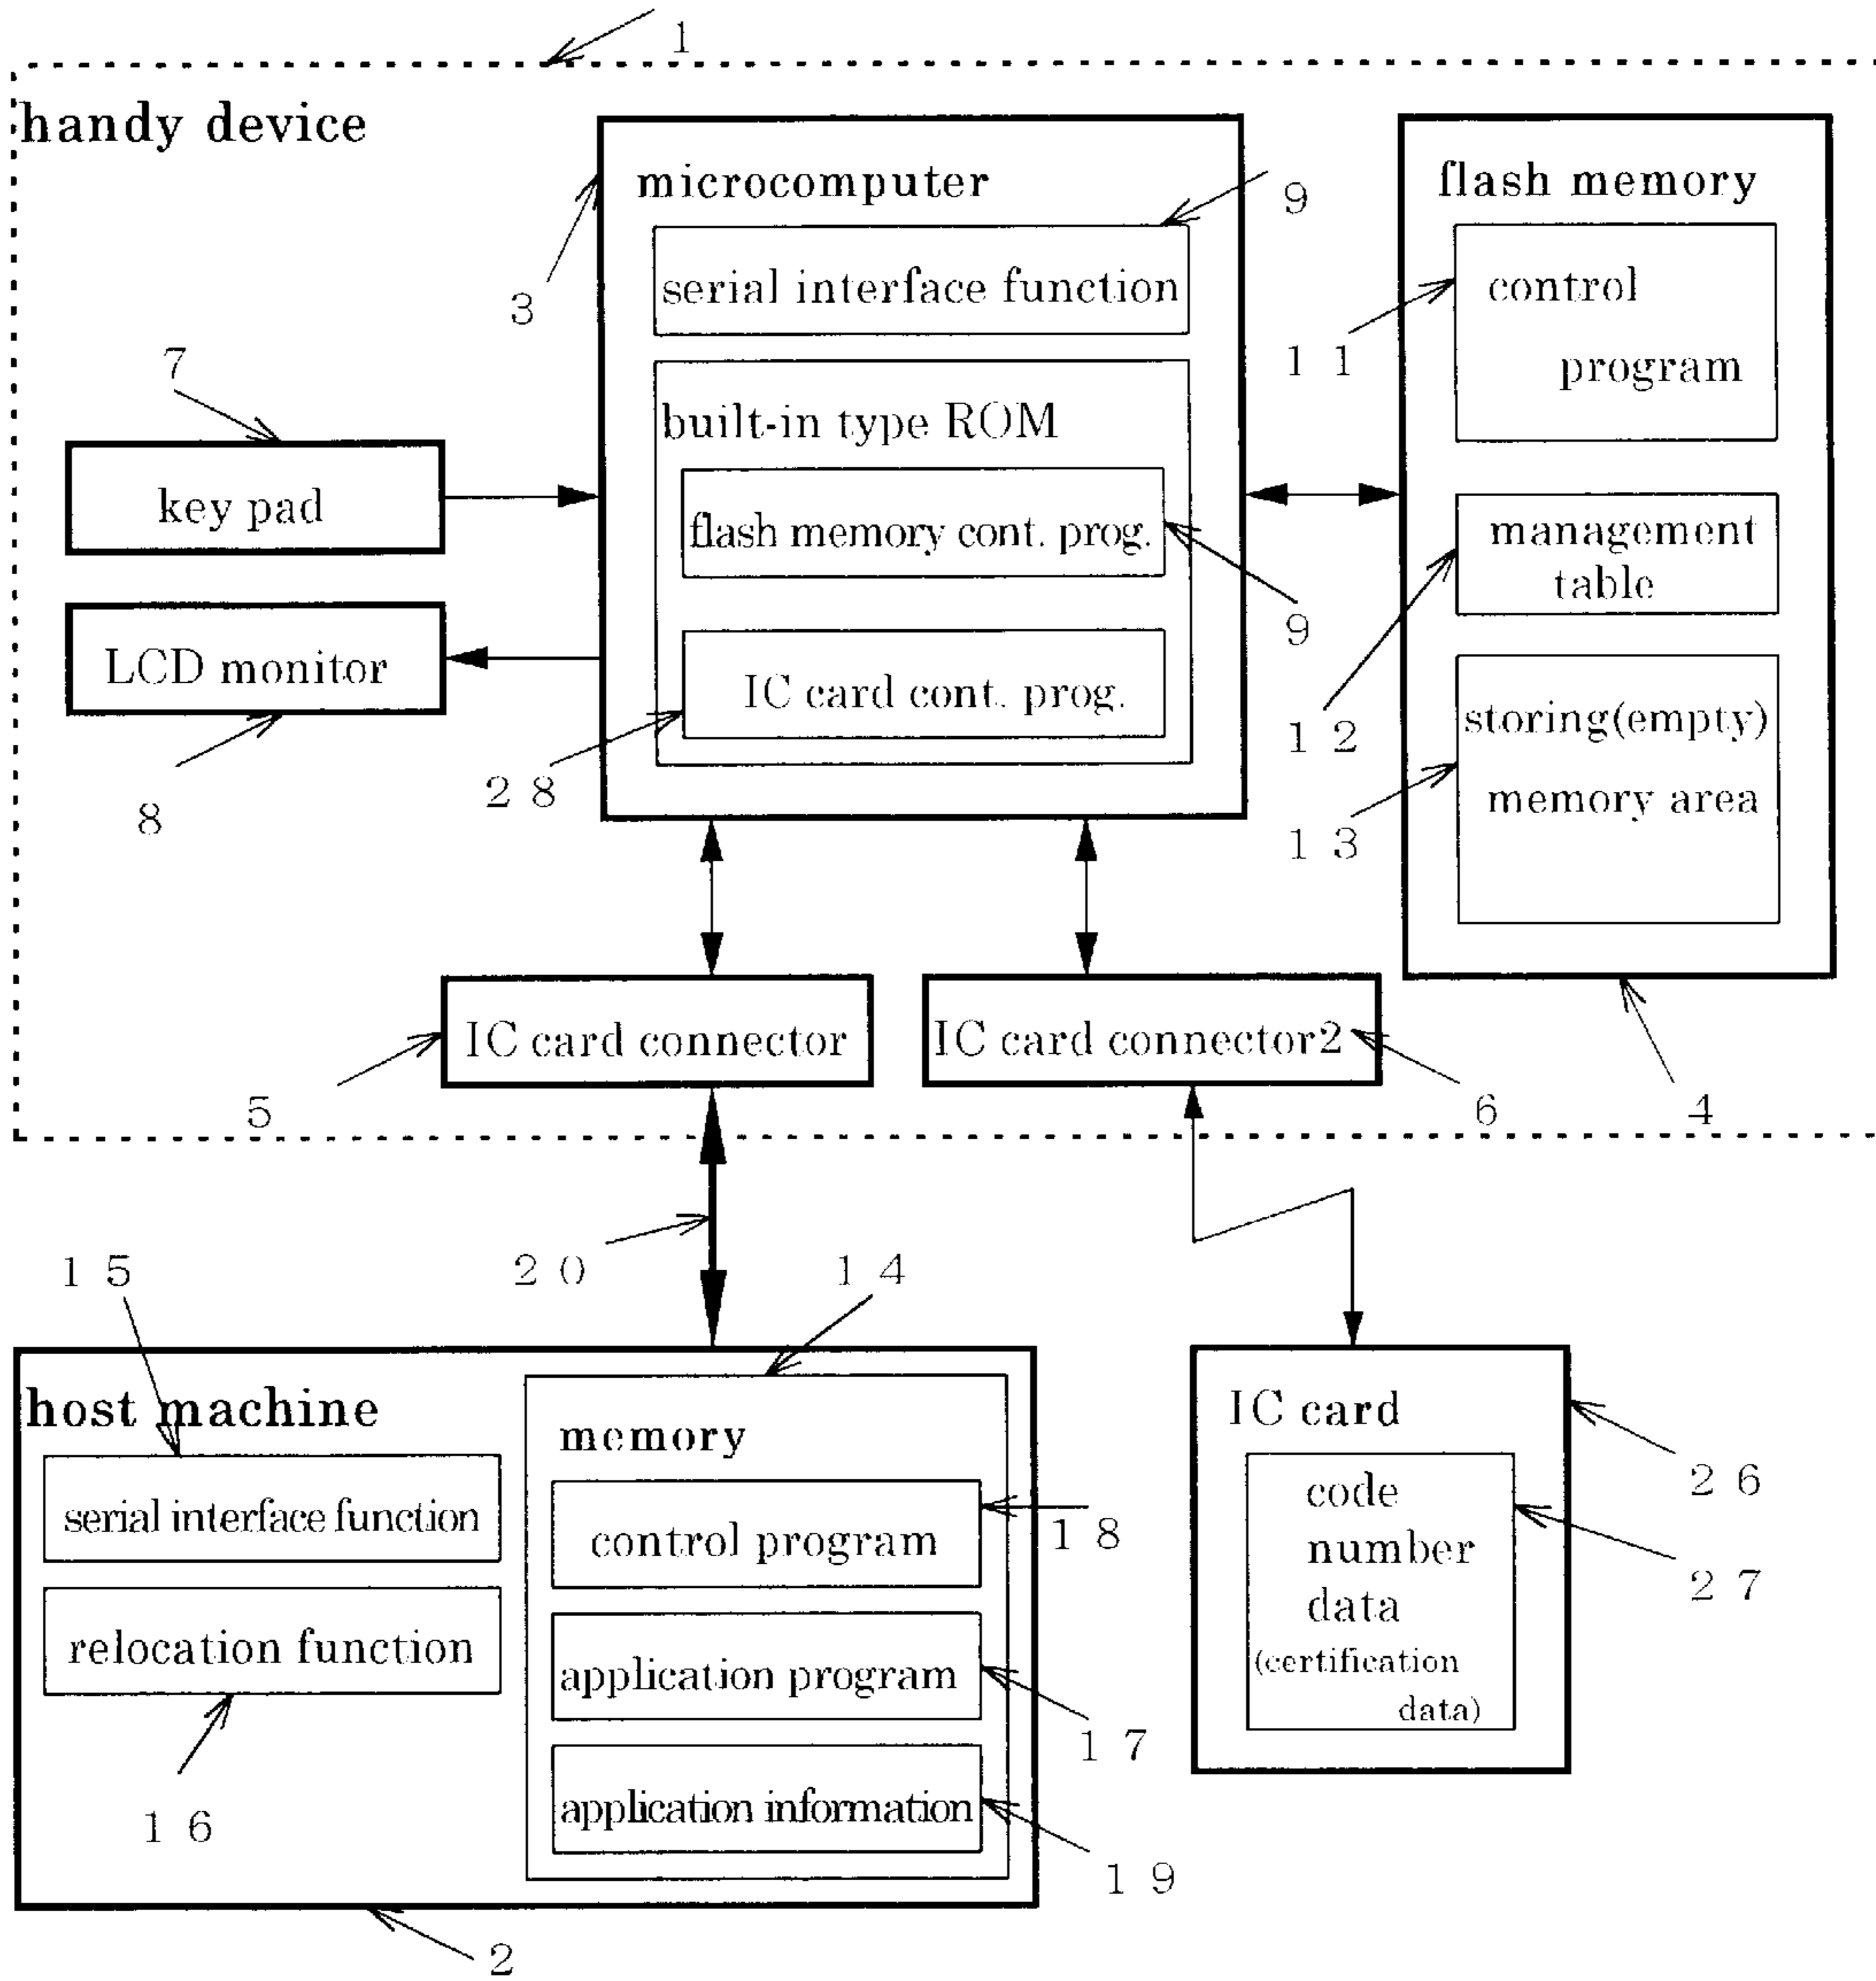 1
handy device
microcomputer
9
serial interface function
3
built-in type ROM
flash memory cont. prog.
9
IC card cont. prog.
28
flash memory
control
program
11
management
table
12
storing(empty)
memory area
13
7
key pad
LCD monitor
8
IC card connector
5
IC card connector2
6
4
20
15
14
host machine
serial interface function
relocation function
16
memory
control program
18
application program
17
application information
19
2
IC card
26
code
number
data
(certification
data)
27